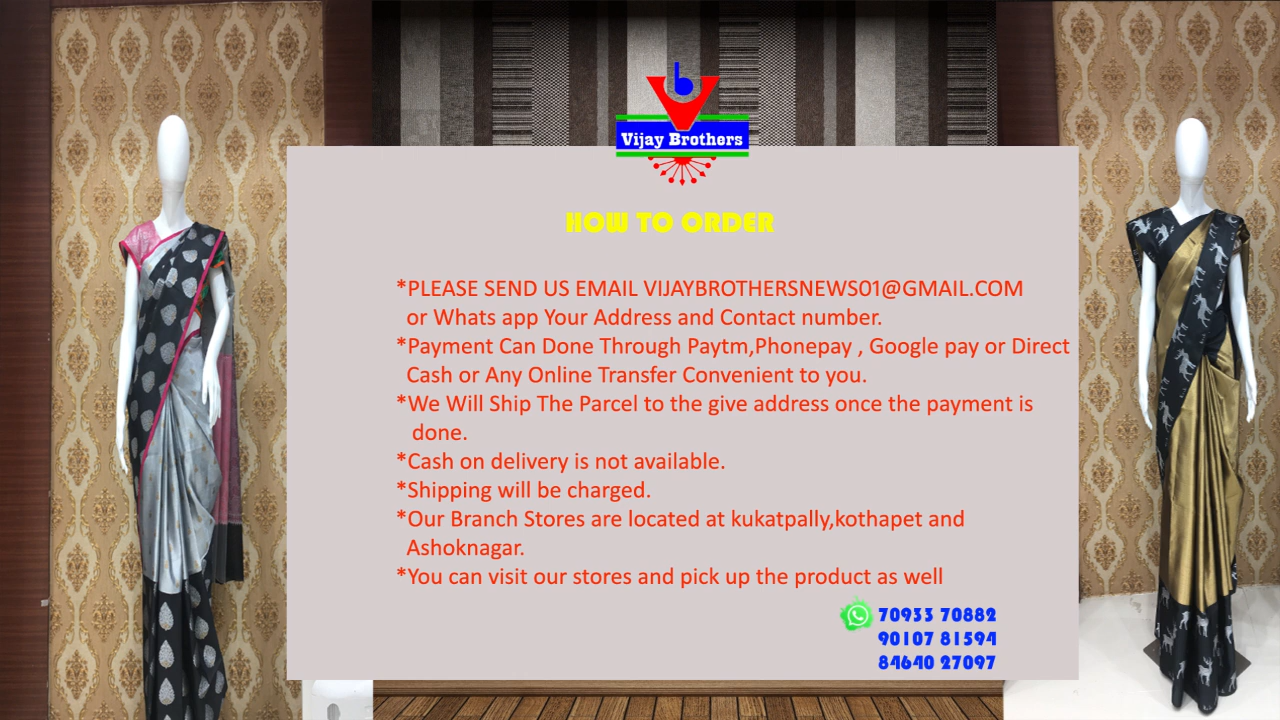 b
Vijay Brothers
HOW TO ORDER
*PLEASE SEND US EMAIL VIJAYBROTHERSNEWS01@GMAIL.COM
or Whats app Your Address and Contact number.
*Payment Can Done Through Paytm,Phonepay , Google pay or Direct
Cash or Any Online Transfer Convenient to you.
*We Will Ship The Parcel to the give address once the payment is
done.
*Cash on delivery is not available.
*Shipping will be charged.
*Our Branch Stores are located at kukatpally,kothapet and
Ashoknagar.
*You can visit our stores and pick up the product as well
70933 70882
90107 81594
84640 27097